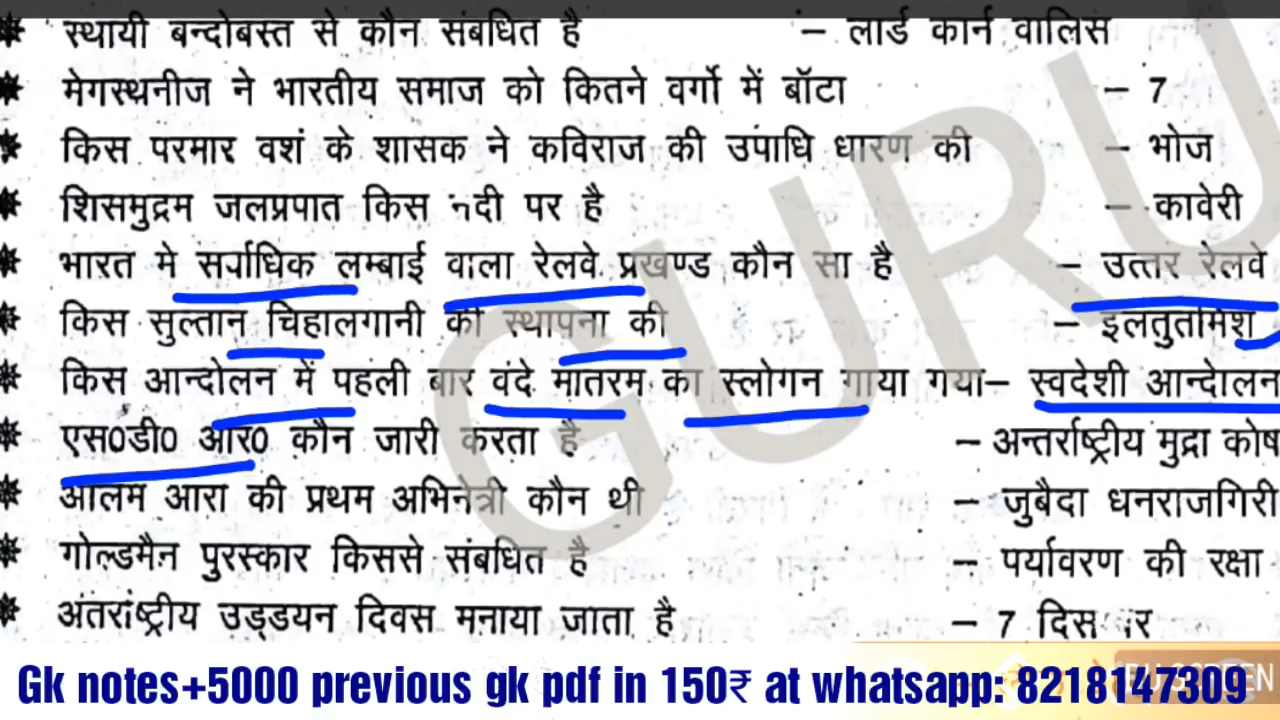 स्थायी बन्दोबस्त से कौन संबधित है – लार्ड कार्न वालिस
मेगस्थनीज ने भारतीय समाज को कितने वर्गो में बॉटा – 7
किस परमार वशं के शासक ने कविराज की उपाधि धारण की – भोज
शिसमुद्रम जलप्रपात किस नदी पर है – कावेरी
भारत मे सर्वाधिक लम्बाई वाला रेलवे प्रखण्ड कौन सा है – उत्तर रेलवे
किस सुल्तान चिहालगानी की स्थापना की – इलतुतमिश
किस आन्दोलन में पहली बार वंदे मातरम का स्लोगन गाया गया– स्वदेशी आन्देालन
एस0डी0 आर0 कौन जारी करता है – अन्तर्राष्ट्रीय मुद्रा कोष
आलम आरा की प्रथम अभिनेत्री कौन थी – जुबैदा धनराजगिरी
गोल्डमैन पुरस्कार किससे संबधित है – पर्यावरण की रक्षा
अंतर्राष्ट्रीय उड्डयन दिवस मनाया जाता है – 7
GURU
Gk notes+5000 previous gk pdf in 150₹ at whatsapp: 8218147309